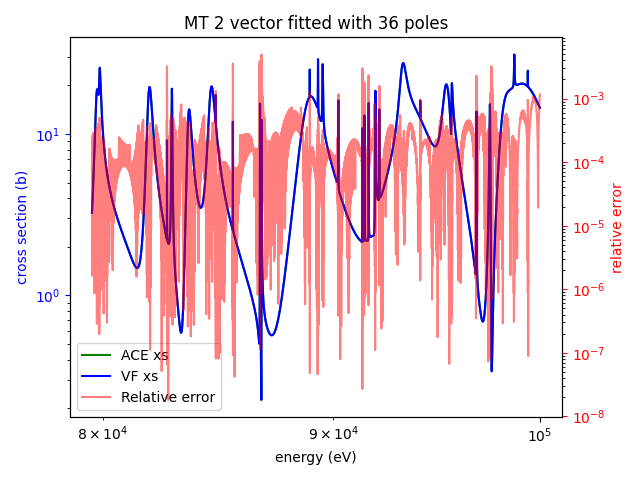 MT 2 vector fitted with 36 poles
cross section (b)
10¹
10⁰
10⁻³
10⁻⁴
10⁻⁵
10⁻⁶
10⁻⁷
10⁻⁸
relative error
ACE xs
VF xs
Relative error
8 × 10⁴
9 × 10⁴
10⁵
energy (eV)